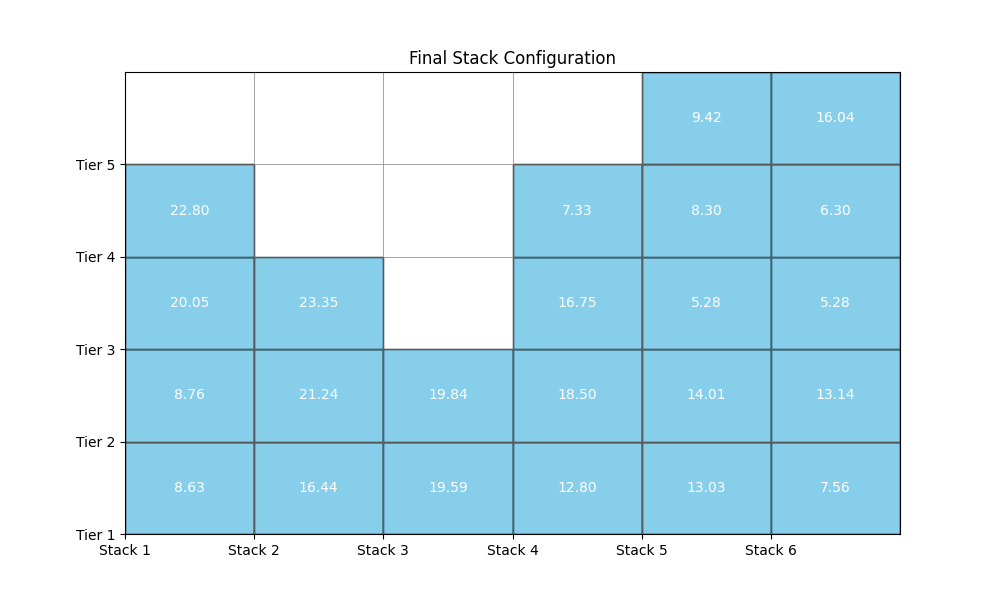 Final Stack Configuration
9.42 16.04
Tier 5
22.80 7.33 8.30 6.30
Tier 4
20.05 23.35 16.75 5.28 5.28
Tier 3
8.76 21.24 19.84 18.50 14.01 13.14
Tier 2
8.63 16.44 19.59 12.80 13.03 7.56
Tier 1
Stack 1 Stack 2 Stack 3 Stack 4 Stack 5 Stack 6